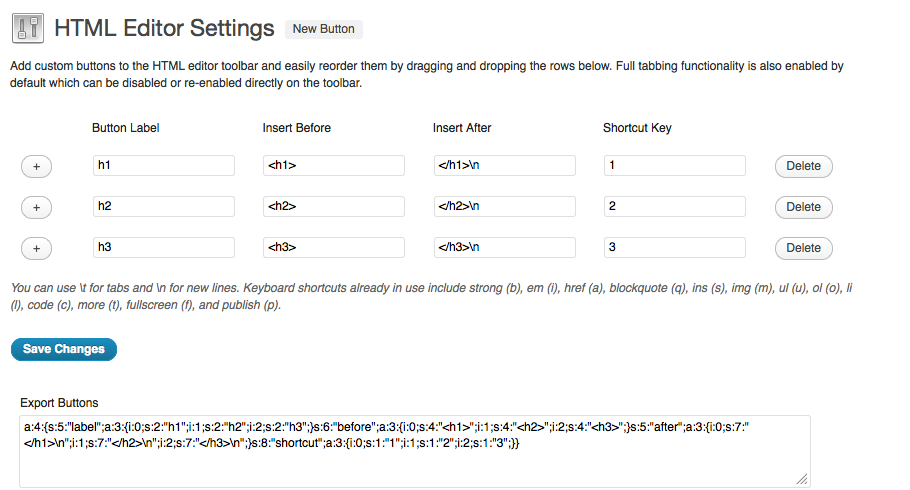 HTML Editor Settings New Button
Add custom buttons to the HTML editor toolbar and easily reorder them by dragging and dropping the rows below. Full tabbing functionality is also enabled by
default which can be disabled or re-enabled directly on the toolbar.
Button Label Insert Before Insert After Shortcut Key
+ h1 <h1> </h1>\n 1 Delete
+ h2 <h2> </h2>\n 2 Delete
+ h3 <h3> </h3>\n 3 Delete
You can use \t for tabs and \n for new lines. Keyboard shortcuts already in use include strong (b), em (i), href (a), blockquote (q), ins (s), img (m), ul (u), ol (o), li
(l), code (c), more (t), fullscreen (f), and publish (p).
Save Changes
Export Buttons
a:4:{s:5:"label";a:3:{i:0;s:2:"h1";i:1;s:2:"h2";i:2;s:2:"h3";}s:6:"before";a:3:{i:0;s:4:"<h1>";i:1;s:4:"<h2>";i:2;s:4:"<h3>";}s:5:"after";a:3:{i:0;s:7:"
</h1>\n";i:1;s:7:"</h2>\n";i:2;s:7:"</h3>\n";}s:8:"shortcut";a:3:{i:0;s:1:"1";i:1;s:1:"2";i:2;s:1:"3";}}